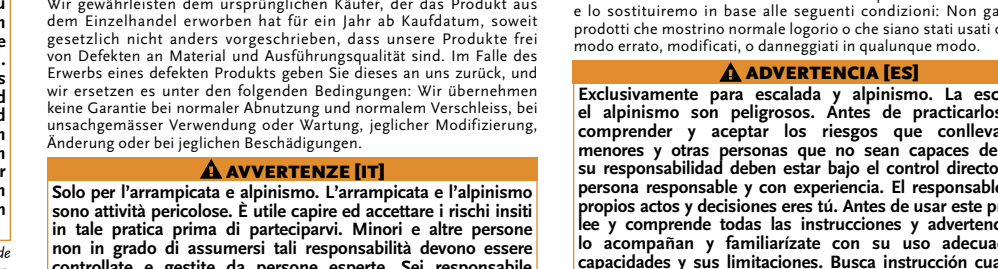 Wir gewährleisten dem ursprünglichen Käufer, der das Produkt aus
dem Einzelhandel erworben hat für ein Jahr ab Kaufdatum, soweit
gesetzlich nicht anders vorgeschrieben, dass unsere Produkte frei
von Defekten an Material und Ausführungsqualität sind. Im Falle des
Erwerbs eines defekten Produkts geben Sie dieses an uns zurück, und
wir ersetzen es unter den folgenden Bedingungen: Wir übernehmen
keine Garantie bei normaler Abnutzung und normalem Verschleiss, bei
unsachgemässer Verwendung oder Wartung, jeglicher Modifizierung,
Änderung oder bei jeglichen Beschädigungen.
⚠ AVVERTENZE [IT]
Solo per l'arrampicata e alpinismo. L'arrampicata e l'alpinismo
sono attività pericolose. È utile capire ed accettare i rischi insiti
in tale pratica prima di parteciparvi. Minori e altre persone
non in grado di assumersi tali responsabilità devono essere
controllate e gestite da persone esperte. Sei responsabile
e lo sostituiremo in base alle seguenti condizioni: Non ga
prodotti che mostrino normale logorio o che siano stati usati
modo errato, modificati, o danneggiati in qualunque modo.
⚠ ADVERTENCIA [ES]
Exclusivamente para escalada y alpinismo. La esc
el alpinismo son peligrosos. Antes de practicarlos
comprender y aceptar los riesgos que conlleva
menores y otras personas que no sean capaces de
su responsabilidad deben estar bajo el control directo
persona responsable y con experiencia. El responsable
propios actos y decisiones eres tú. Antes de usar este p
lee y comprende todas las instrucciones y advertenc
lo acompañan y familiarízate con su uso adecuad
capacidades y sus limitaciones. Busca instrucción cua